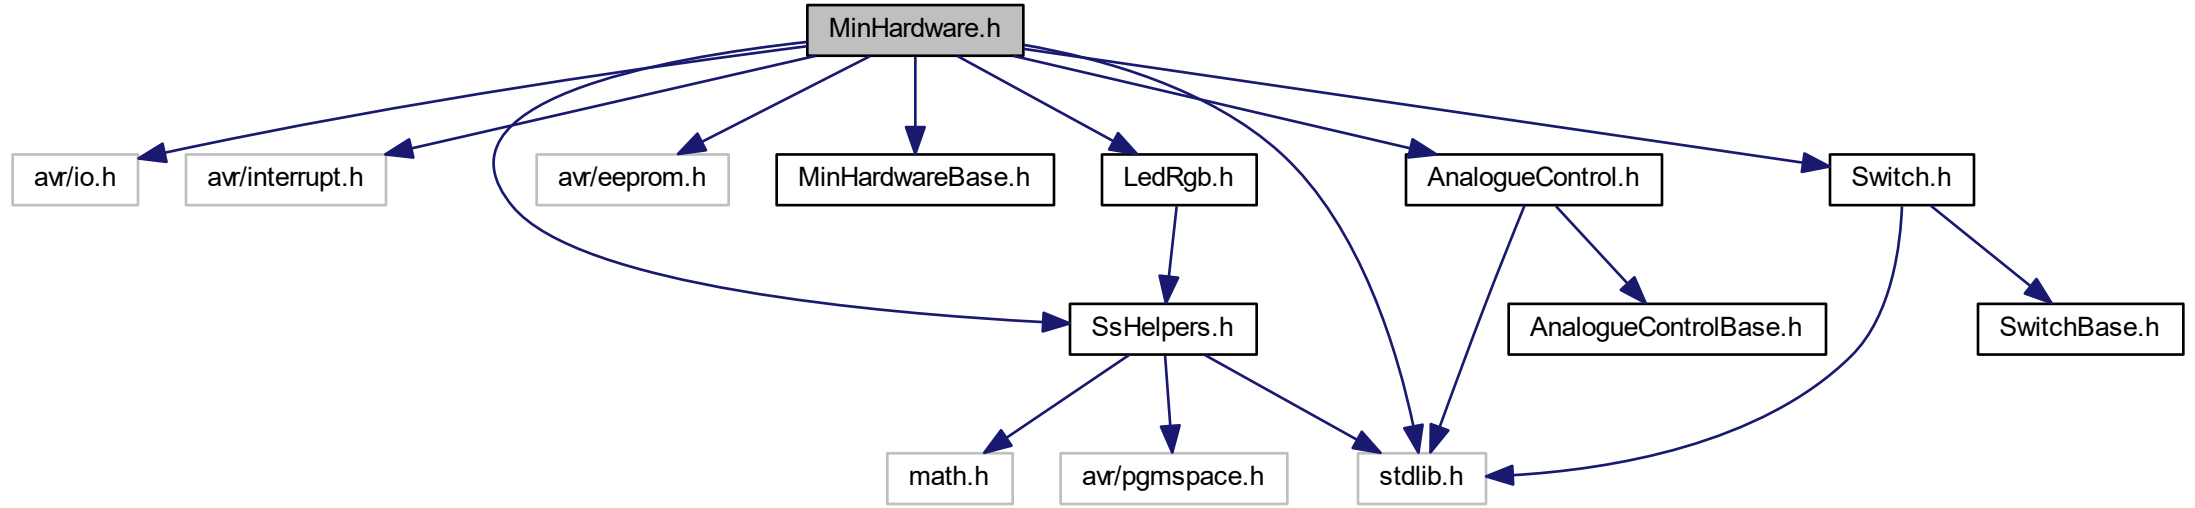 MinHardware.h
avr/io.h
avr/interrupt.h
avr/eeprom.h
MinHardwareBase.h
LedRgb.h
AnalogueControl.h
Switch.h
SsHelpers.h
AnalogueControlBase.h
SwitchBase.h
math.h
avr/pgmspace.h
stdlib.h